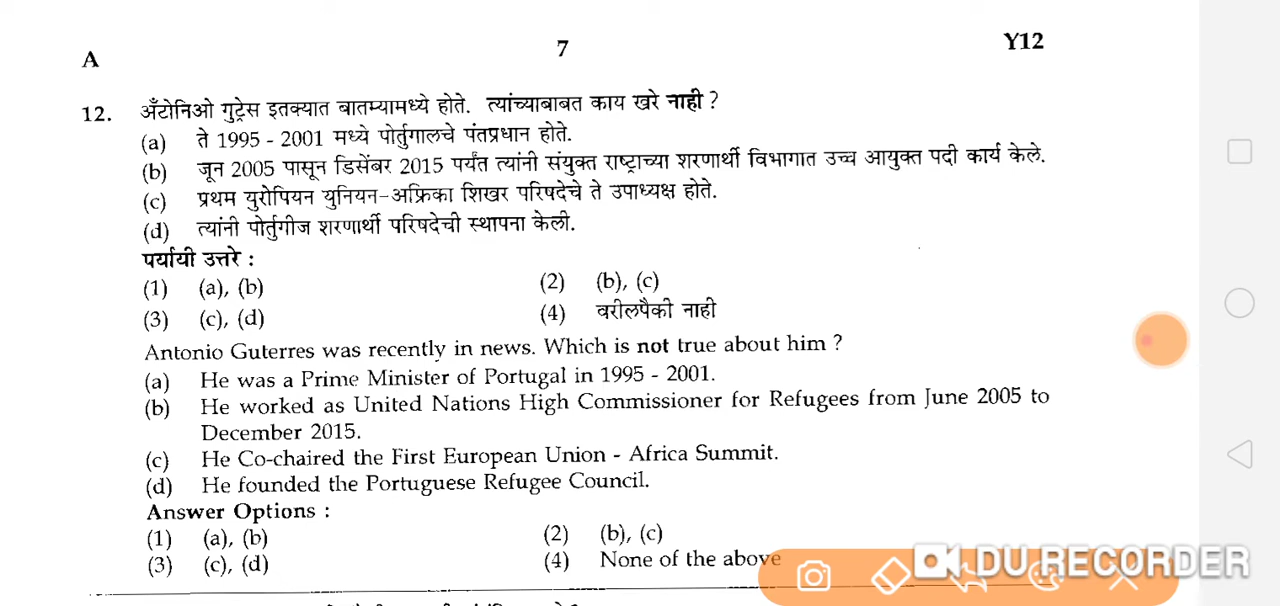 A 7 Y12
12. अँटोनिओ गुट्रेस इतक्यात बातम्यामध्ये होते. त्यांच्याबाबत काय खरे नाही ?
(a) ते 1995 - 2001 मध्ये पोर्तुगालचे पंतप्रधान होते.
(b) जून 2005 पासून डिसेंबर 2015 पर्यंत त्यांनी संयुक्त राष्ट्राच्या शरणार्थी विभागात उच्च आयुक्त पदी कार्य केले.
(c) प्रथम युरोपियन युनियन-अफ्रिका शिखर परिषदेचे ते उपाध्यक्ष होते.
(d) त्यांनी पोर्तुगीज शरणार्थी परिषदेची स्थापना केली.
पर्यायी उत्तरे :
(1) (a), (b) (2) (b), (c)
(3) (c), (d) (4) वरीलपैकी नाही
Antonio Guterres was recently in news. Which is not true about him ?
(a) He was a Prime Minister of Portugal in 1995 - 2001.
(b) He worked as United Nations High Commissioner for Refugees from June 2005 to
December 2015.
(c) He Co-chaired the First European Union - Africa Summit.
(d) He founded the Portuguese Refugee Council.
Answer Options :
(1) (a), (b) (2) (b), (c)
(3) (c), (d) (4) None of the above
DU RECORDER